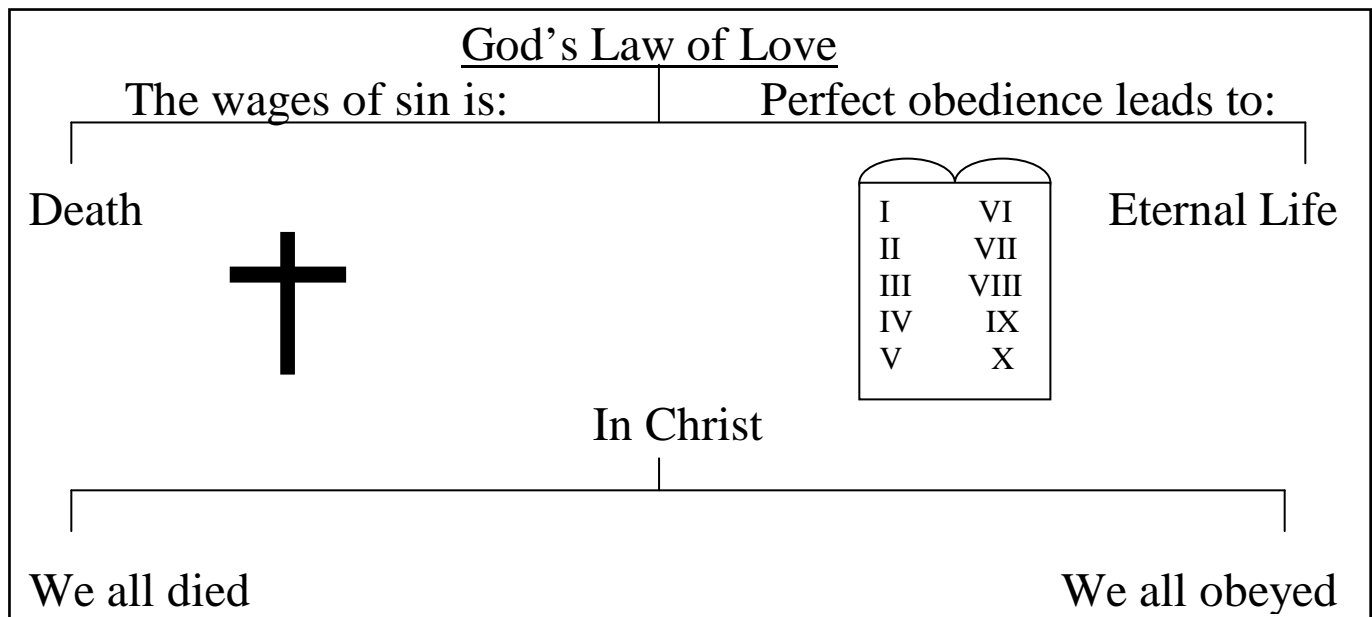 God’s Law of Love
The wages of sin is: Perfect obedience leads to:
Death Eternal Life
I VI
II VII
III VIII
IV IX
V X
In Christ
We all died We all obeyed